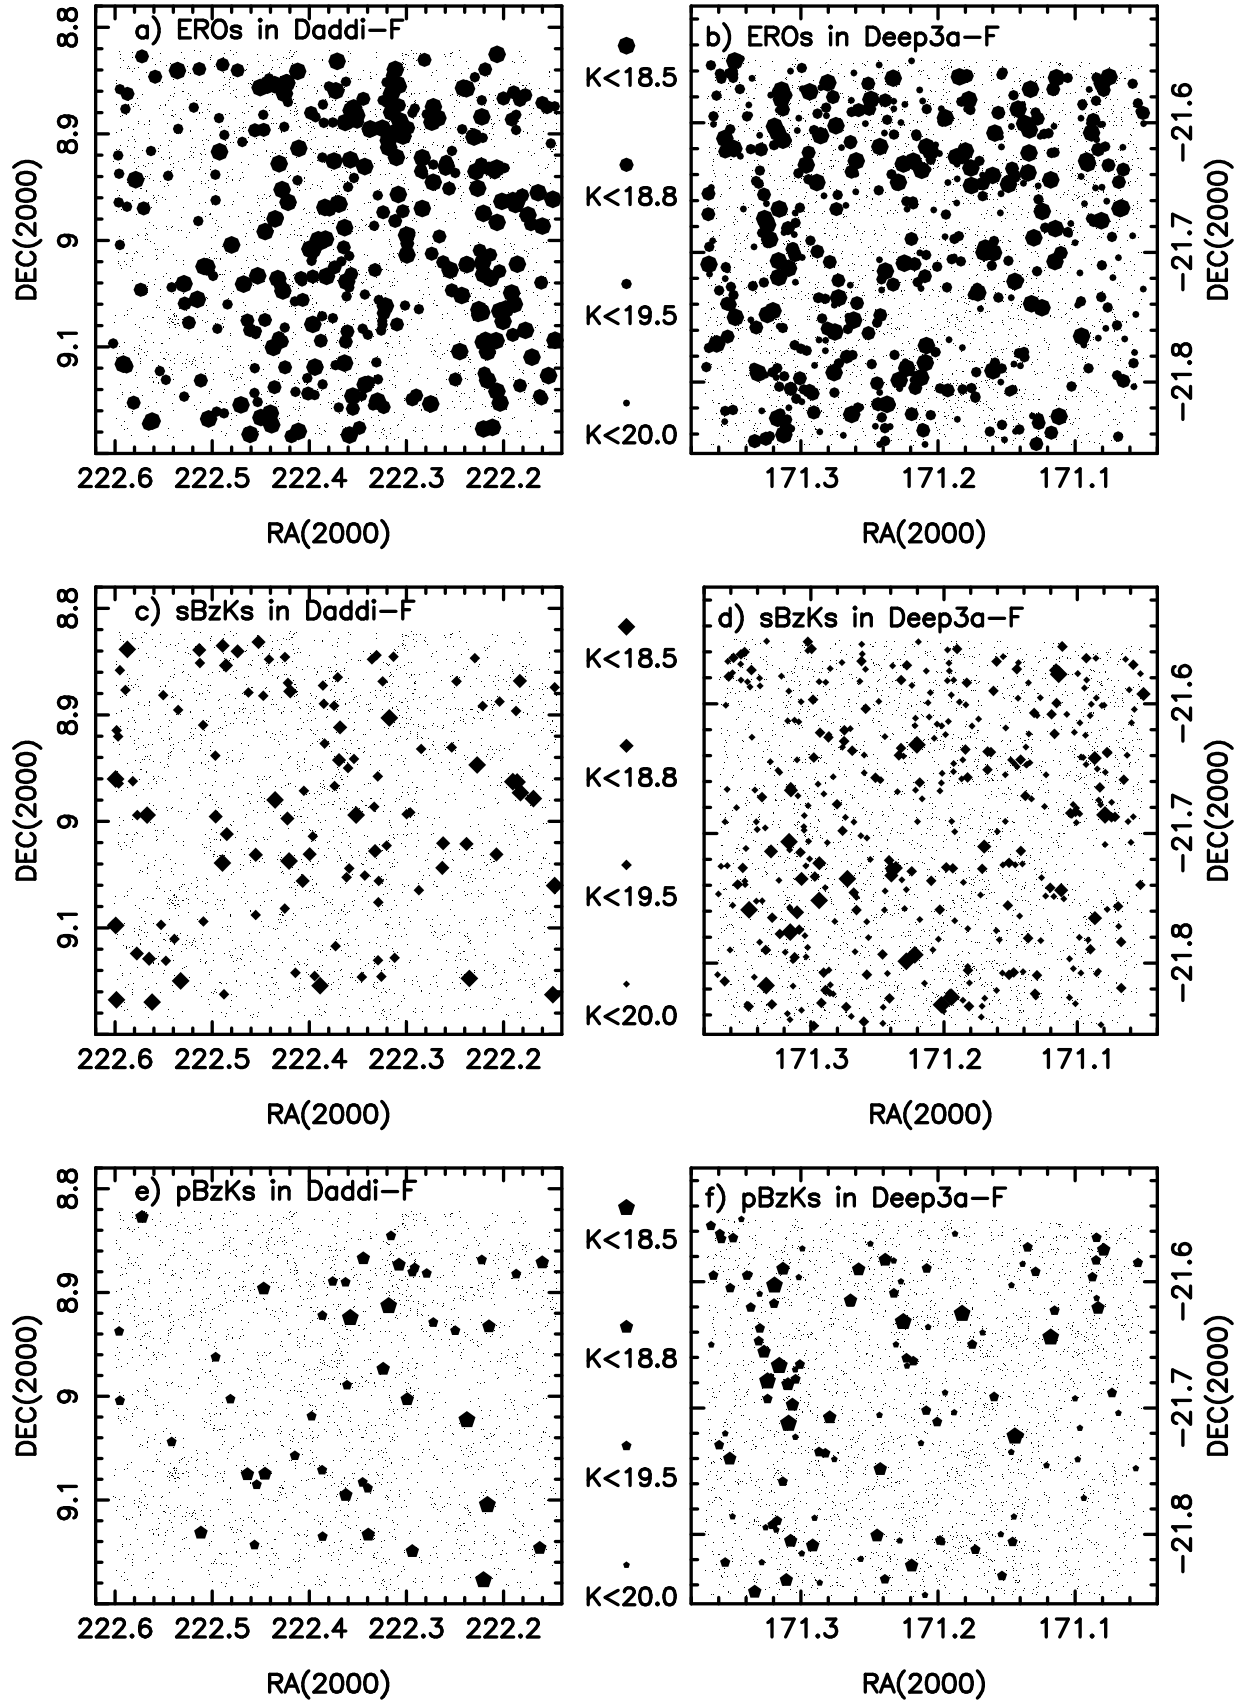 a) EROs in Daddi-F
8.8
8.9
9
9.1
DEC(2000)
222.6 222.5 222.4 222.3 222.2
RA(2000)
K<18.5
K<18.8
K<19.5
K<20.0
b) EROs in Deep3a-F
-21.6
-21.7
-21.8
DEC(2000)
171.3 171.2 171.1
RA(2000)
c) sBzKs in Daddi-F
8.8
8.9
9
9.1
DEC(2000)
222.6 222.5 222.4 222.3 222.2
RA(2000)
K<18.5
K<18.8
K<19.5
K<20.0
d) sBzKs in Deep3a-F
-21.6
-21.7
-21.8
DEC(2000)
171.3 171.2 171.1
RA(2000)
e) pBzKs in Daddi-F
8.8
8.9
9
9.1
DEC(2000)
222.6 222.5 222.4 222.3 222.2
RA(2000)
K<18.5
K<18.8
K<19.5
K<20.0
f) pBzKs in Deep3a-F
-21.6
-21.7
-21.8
DEC(2000)
171.3 171.2 171.1
RA(2000)